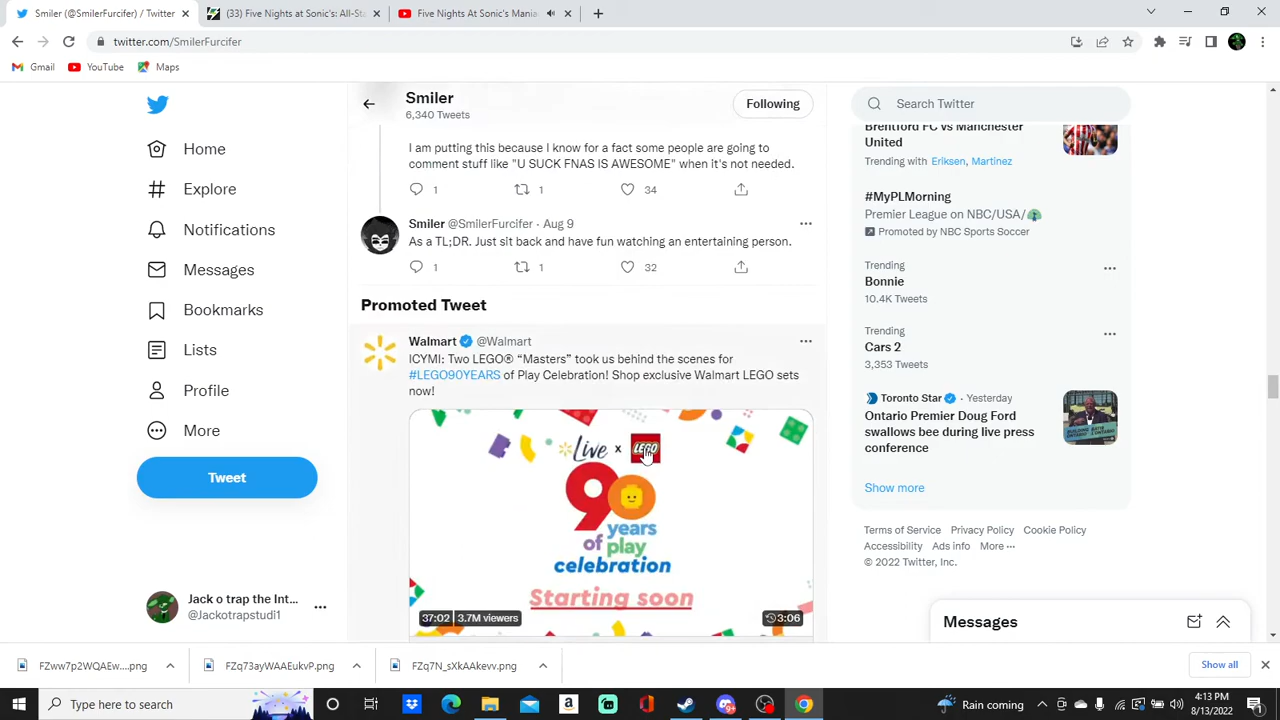 Smiler (@SmilerFurcifer) / Twitter
(33) Five Nights at Sonic's: All-Sta
Five Nights At Sonic's Mania
twitter.com/SmilerFurcifer
Gmail
YouTube
Maps
Smiler
6,340 Tweets
Following
Search Twitter
Home
Explore
Notifications
Messages
Bookmarks
Lists
Profile
More
Tweet
Jack o trap the Int...
@Jackotrapstudi1
I am putting this because I know for a fact some people are going to
comment stuff like "U SUCK FNAS IS AWESOME" when it's not needed.
1 1 34
Smiler @SmilerFurcifer · Aug 9
As a TL;DR. Just sit back and have fun watching an entertaining person.
1 1 32
Promoted Tweet
Walmart @Walmart
ICYMI: Two LEGO® “Masters” took us behind the scenes for
#LEGO90YEARS of Play Celebration! Shop exclusive Walmart LEGO sets
now!
Live x LEGO
90
years
of play
celebration
Starting soon
37:02 3.7M viewers
3:06
Brentford FC vs Manchester
United
Trending with Eriksen, Martinez
#MyPLMorning
Premier League on NBC/USA/
Promoted by NBC Sports Soccer
Trending
Bonnie
10.4K Tweets
Trending
Cars 2
3,353 Tweets
Toronto Star · Yesterday
Ontario Premier Doug Ford
swallows bee during live press
conference
Show more
Terms of Service Privacy Policy Cookie Policy
Accessibility Ads info More ···
© 2022 Twitter, Inc.
Messages
FZww7p2WQAEw....png
FZq73ayWAAEukvP.png
FZq7N_sXkAAkevv.png
Show all
Type here to search
Rain coming
4:13 PM
8/13/2022